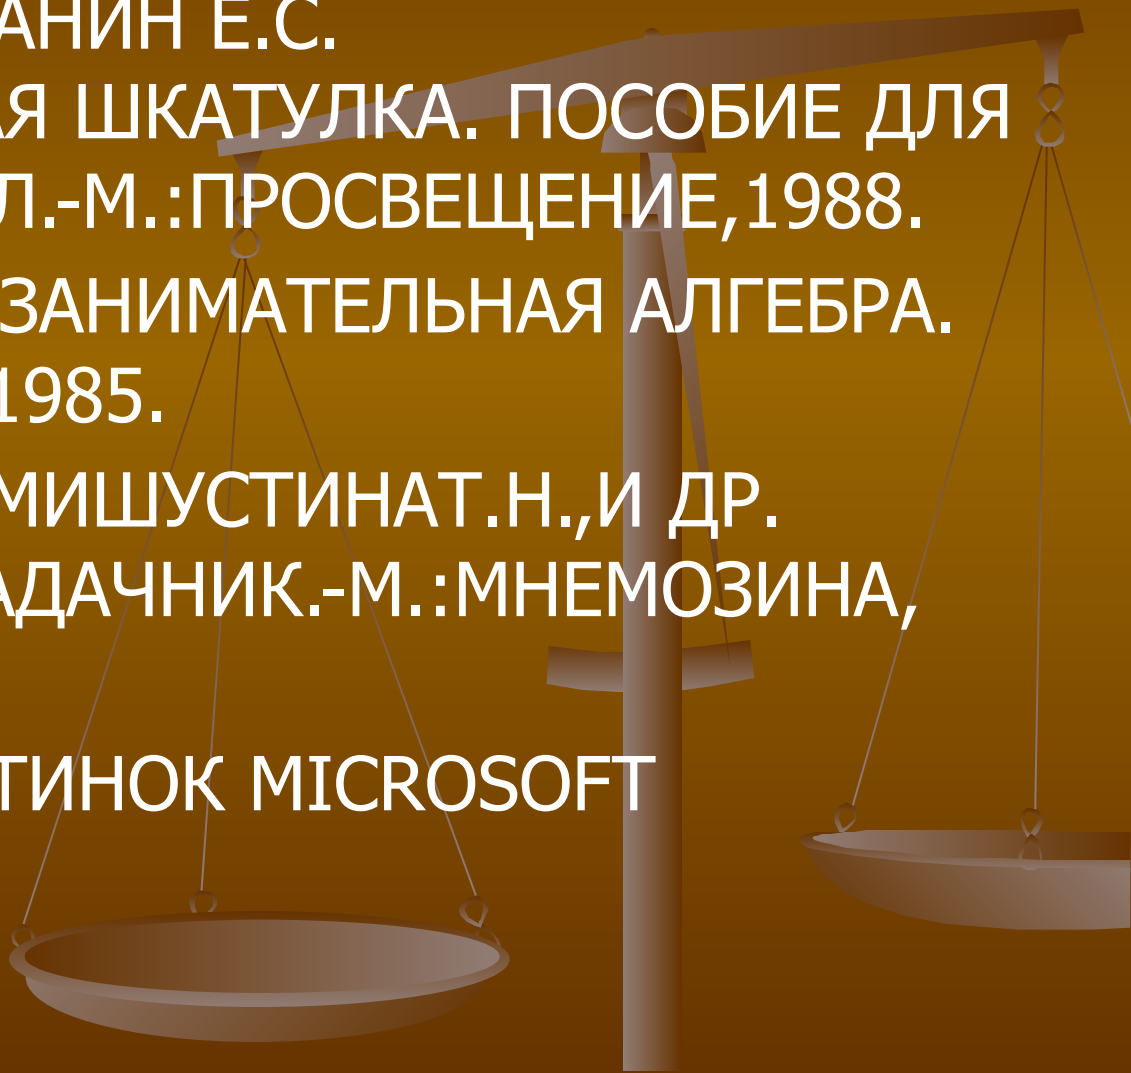 АНИН Е.С.
АЯ ШКАТУЛКА. ПОСОБИЕ ДЛЯ
Л.-М.:ПРОСВЕЩЕНИЕ,1988.
ЗАНИМАТЕЛЬНАЯ АЛГЕБРА.
1985.
МИШУСТИНАТ.Н.,И ДР.
АДАЧНИК.-М.:МНЕМОЗИНА,
ТИНОК MICROSOFT